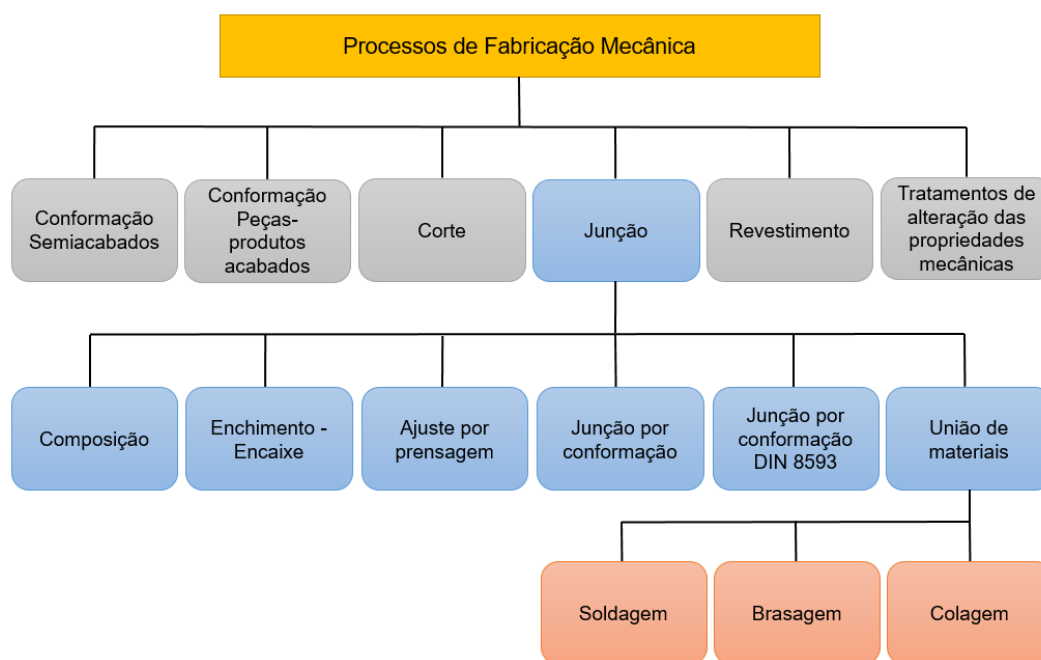 Processos de Fabricação Mecânica
Conformação
Semiacabados
Conformação
Peças-
produtos
acabados
Corte
Junção
Revestimento
Tratamentos de
alteração das
propriedades
mecânicas
Composição
Enchimento -
Encaixe
Ajuste por
prensagem
Junção por
conformação
Junção por
conformação
DIN 8593
União de
materiais
Soldagem
Brasagem
Colagem